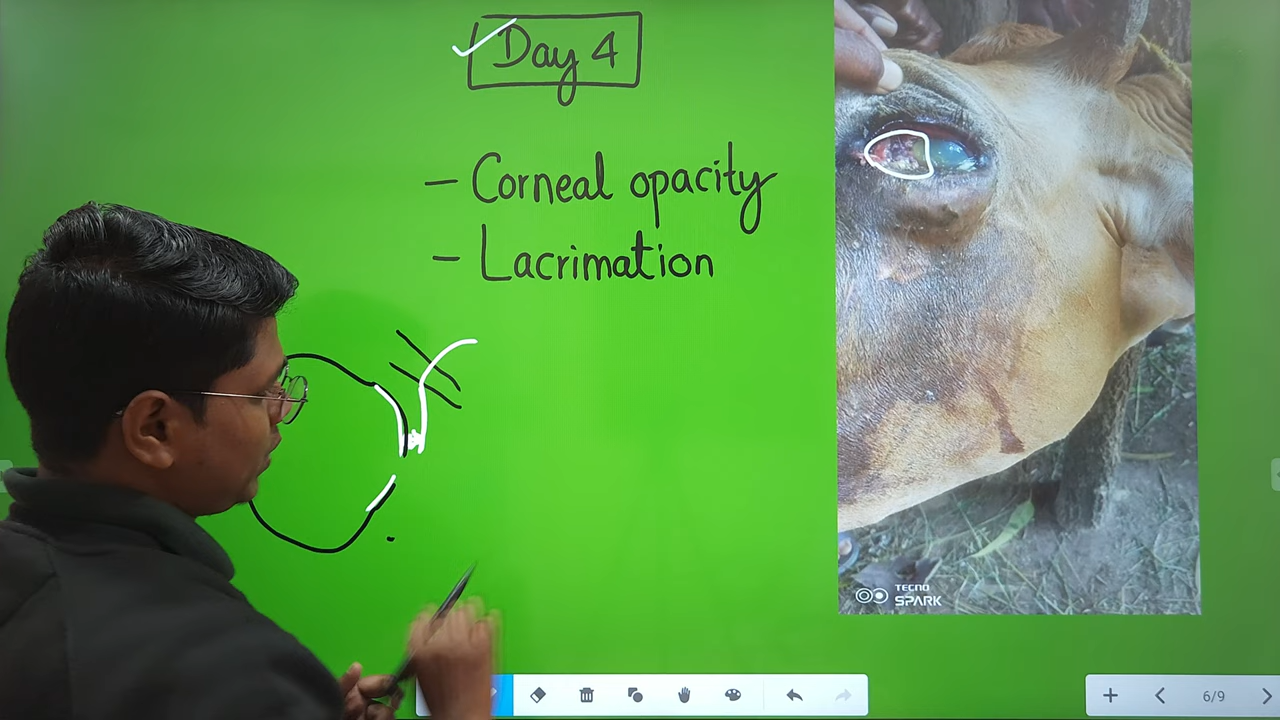 Day 4
- Corneal opacity
- Lacrimation
TECNO
SPARK
6/9